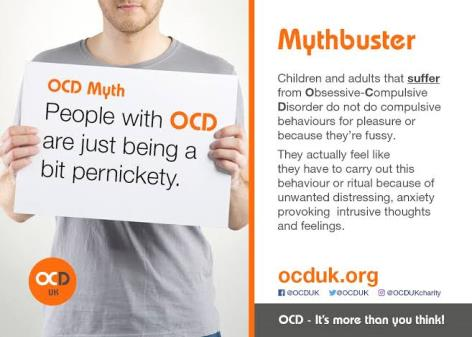 OCD Myth
People with OCD
are just being a
bit pernickety.
OCD
UK
Mythbuster
Children and adults that suffer
from Obsessive-Compulsive
Disorder do not do compulsive
behaviours for pleasure or
because they're fussy.
They actually feel like
they have to carry out this
behaviour or ritual because of
unwanted distressing, anxiety
provoking intrusive thoughts
and feelings.
ocduk.org
@OCDUK @OCDUK @OCDUKcharity
OCD - It's more than you think!